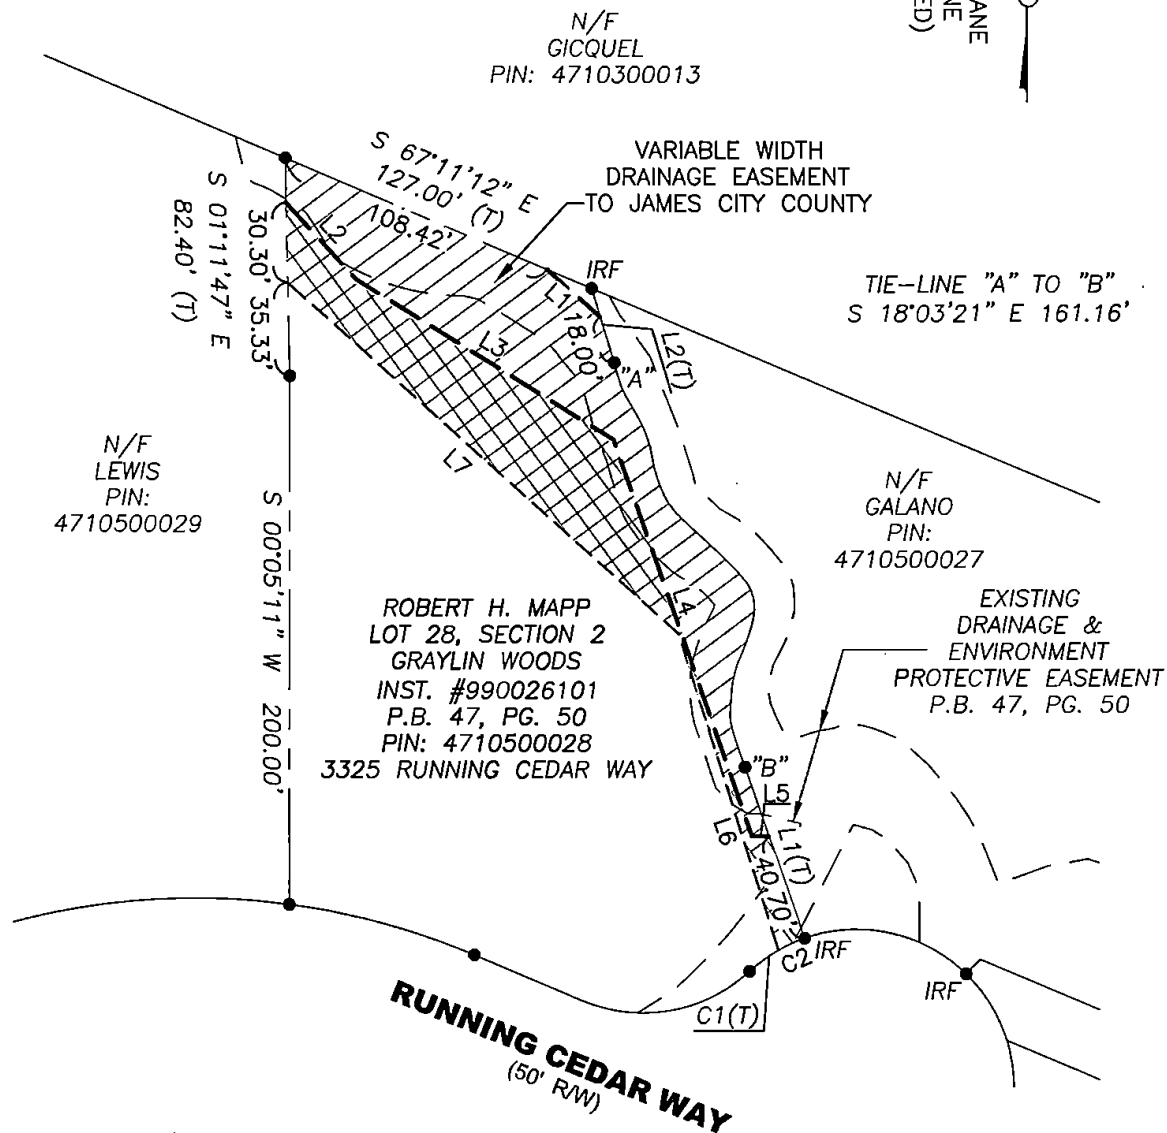 N/F
GICQUEL
PIN: 4710300013
ANE
NE
ED)
S 67°11'12" E
127.00' (T)
108.42'
VARIABLE WIDTH
DRAINAGE EASEMENT
TO JAMES CITY COUNTY
IRF
TIE-LINE "A" TO "B"
S 18°03'21" E 161.16'
S 01°11'47" E
82.40' (T)
30.30'
35.33'
L2
L1
L3
18.00'
"A"
L2(T)
L7
N/F
LEWIS
PIN:
4710500029
S 00°05'11" W 200.00'
N/F
GALANO
PIN:
4710500027
L4
ROBERT H. MAPP
LOT 28, SECTION 2
GRAYLIN WOODS
INST. #990026101
P.B. 47, PG. 50
PIN: 4710500028
3325 RUNNING CEDAR WAY
EXISTING
DRAINAGE &
ENVIRONMENT
PROTECTIVE EASEMENT
P.B. 47, PG. 50
"B"
L5
L6
L1(T)
40.70'
C2
IRF
IRF
C1(T)
RUNNING CEDAR WAY
(50' R/W)